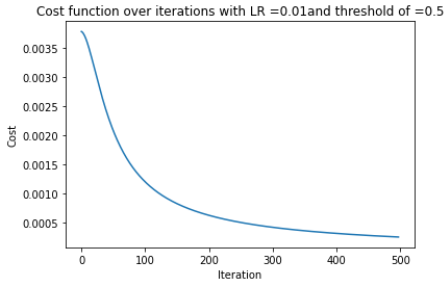 Cost function over iterations with LR =0.01and threshold of =0.5
Cost
0.0035
0.0030
0.0025
0.0020
0.0015
0.0010
0.0005
0 100 200 300 400 500
Iteration